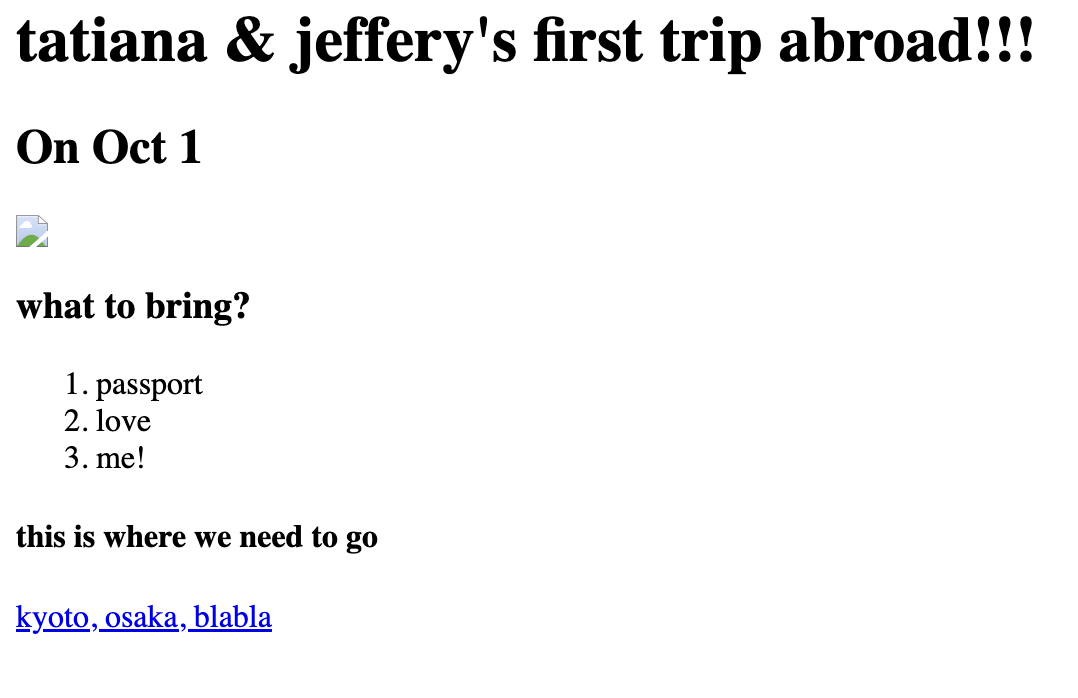 tatiana & jeffery's first trip abroad!!!
On Oct 1
what to bring?
1. passport
2. love
3. me!
this is where we need to go
kyoto, osaka, blabla